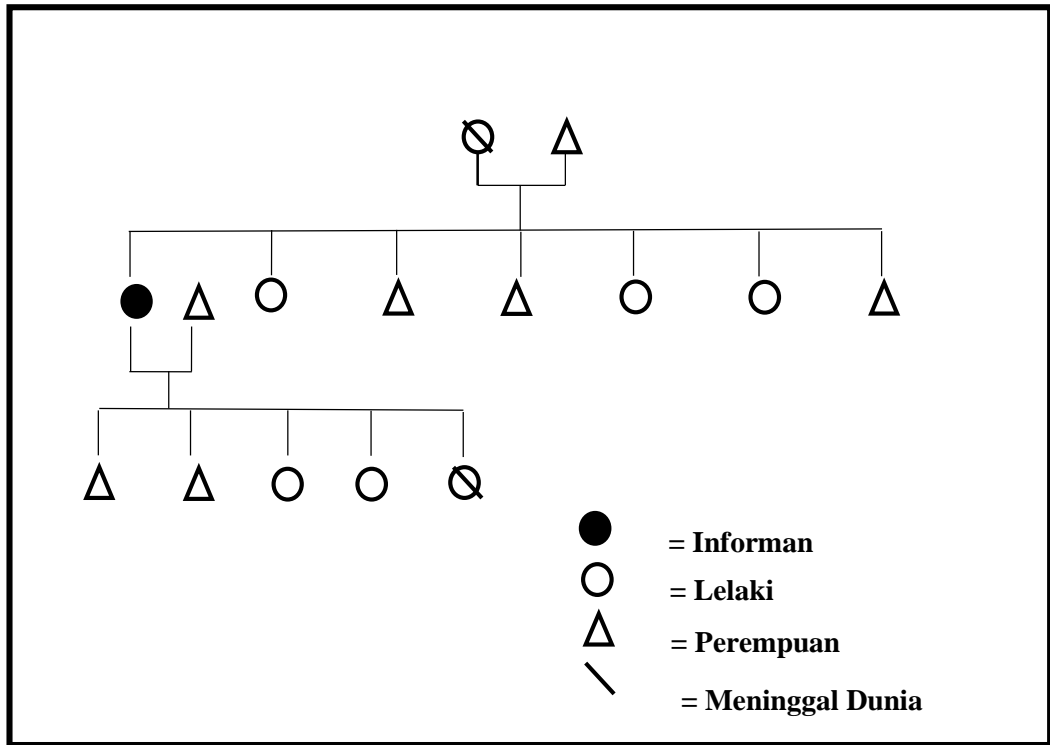 = Informan
= Lelaki
= Perempuan
= Meninggal Dunia